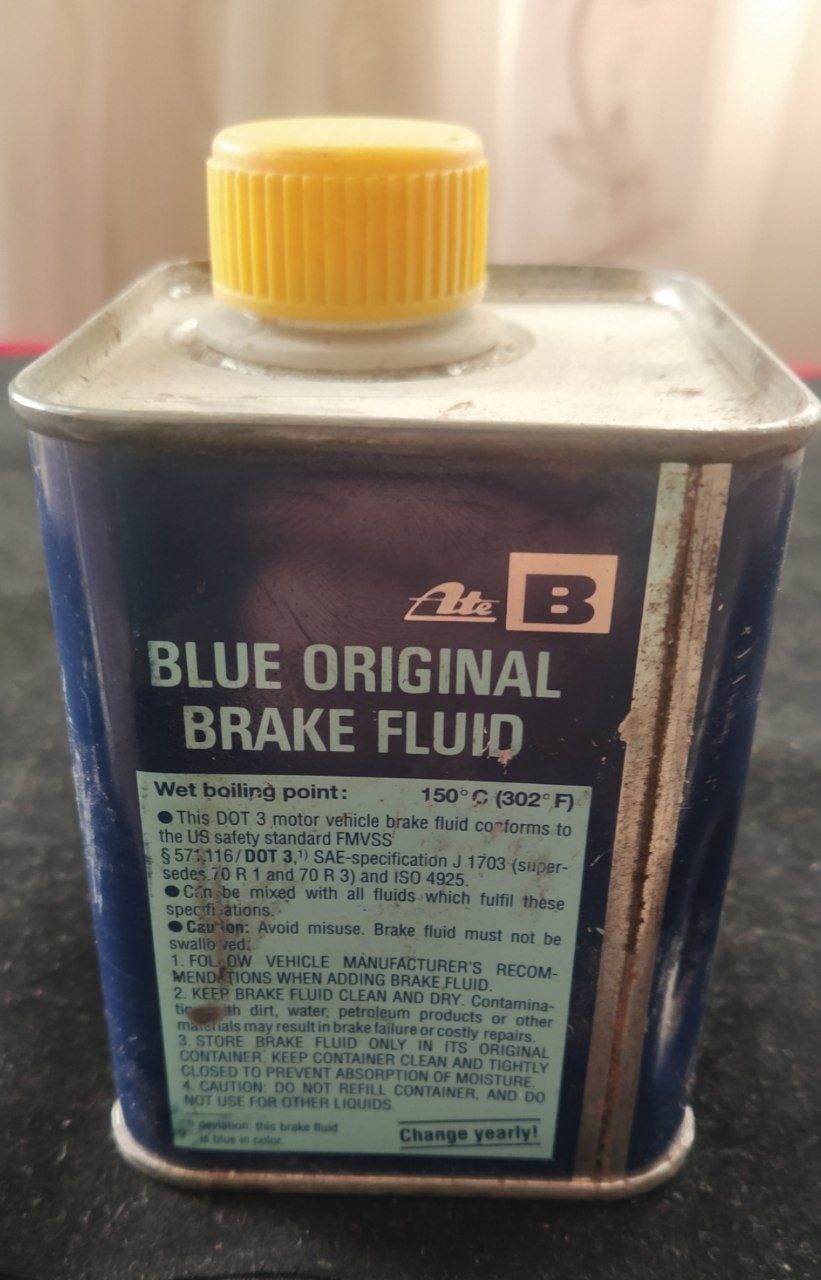 Ate B
BLUE ORIGINAL
BRAKE FLUID
Wet boiling point: 150°C (302°F)
●This DOT 3 motor vehicle brake fluid conforms to
the US safety standard FMVSS
§571.116/DOT 3,¹⁾ SAE-specification J 1703 (super-
sedes 70 R 1 and 70 R 3) and ISO 4925.
●Can be mixed with all fluids which fulfil these
specifications.
●Caution: Avoid misuse. Brake fluid must not be
swallowed.
1. FOLLOW VEHICLE MANUFACTURER'S RECOM-
MENDATIONS WHEN ADDING BRAKE FLUID.
2. KEEP BRAKE FLUID CLEAN AND DRY. Contamina-
tion with dirt, water, petroleum products or other
materials may result in brake failure or costly repairs.
3. STORE BRAKE FLUID ONLY IN ITS ORIGINAL
CONTAINER. KEEP CONTAINER CLEAN AND TIGHTLY
CLOSED TO PREVENT ABSORPTION OF MOISTURE.
4. CAUTION: DO NOT REFILL CONTAINER, AND DO
NOT USE FOR OTHER LIQUIDS.
deviation: this brake fluid
is blue in color.
Change yearly!